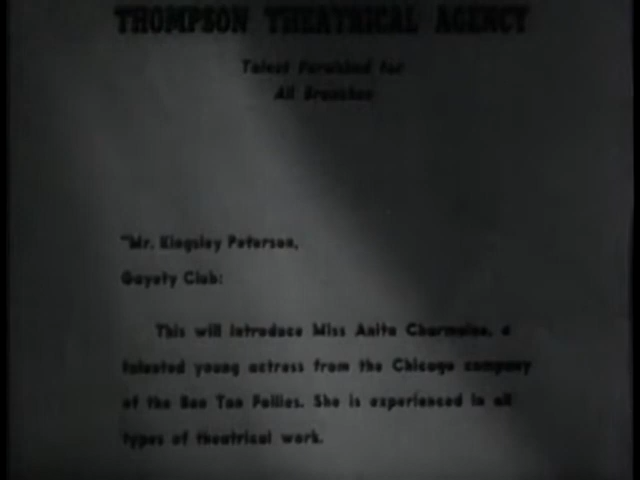 THOMPSON THEATRICAL AGENCY
Talent Furnished for
All Branches
"Mr. Kingsley Peterson,
Gayety Club:
This will introduce Miss Anita Charmaine, a
talented young actress from the Chicago company
of the Bon Ton Follies. She is experienced in all
types of theatrical work.